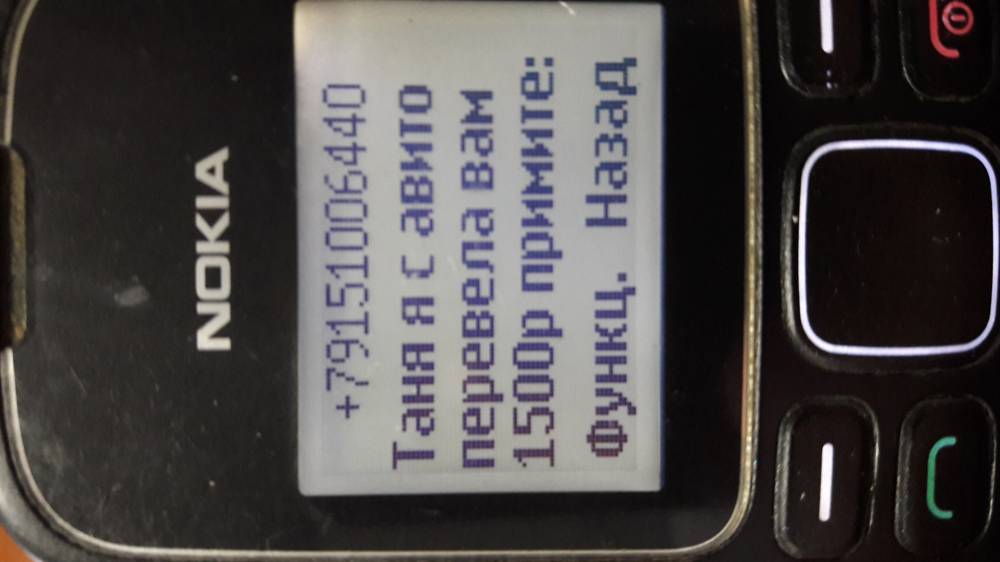 NOKIA
+79151006440
Таня я с авито
перевела вам
1500р примите:
Функц. Назад